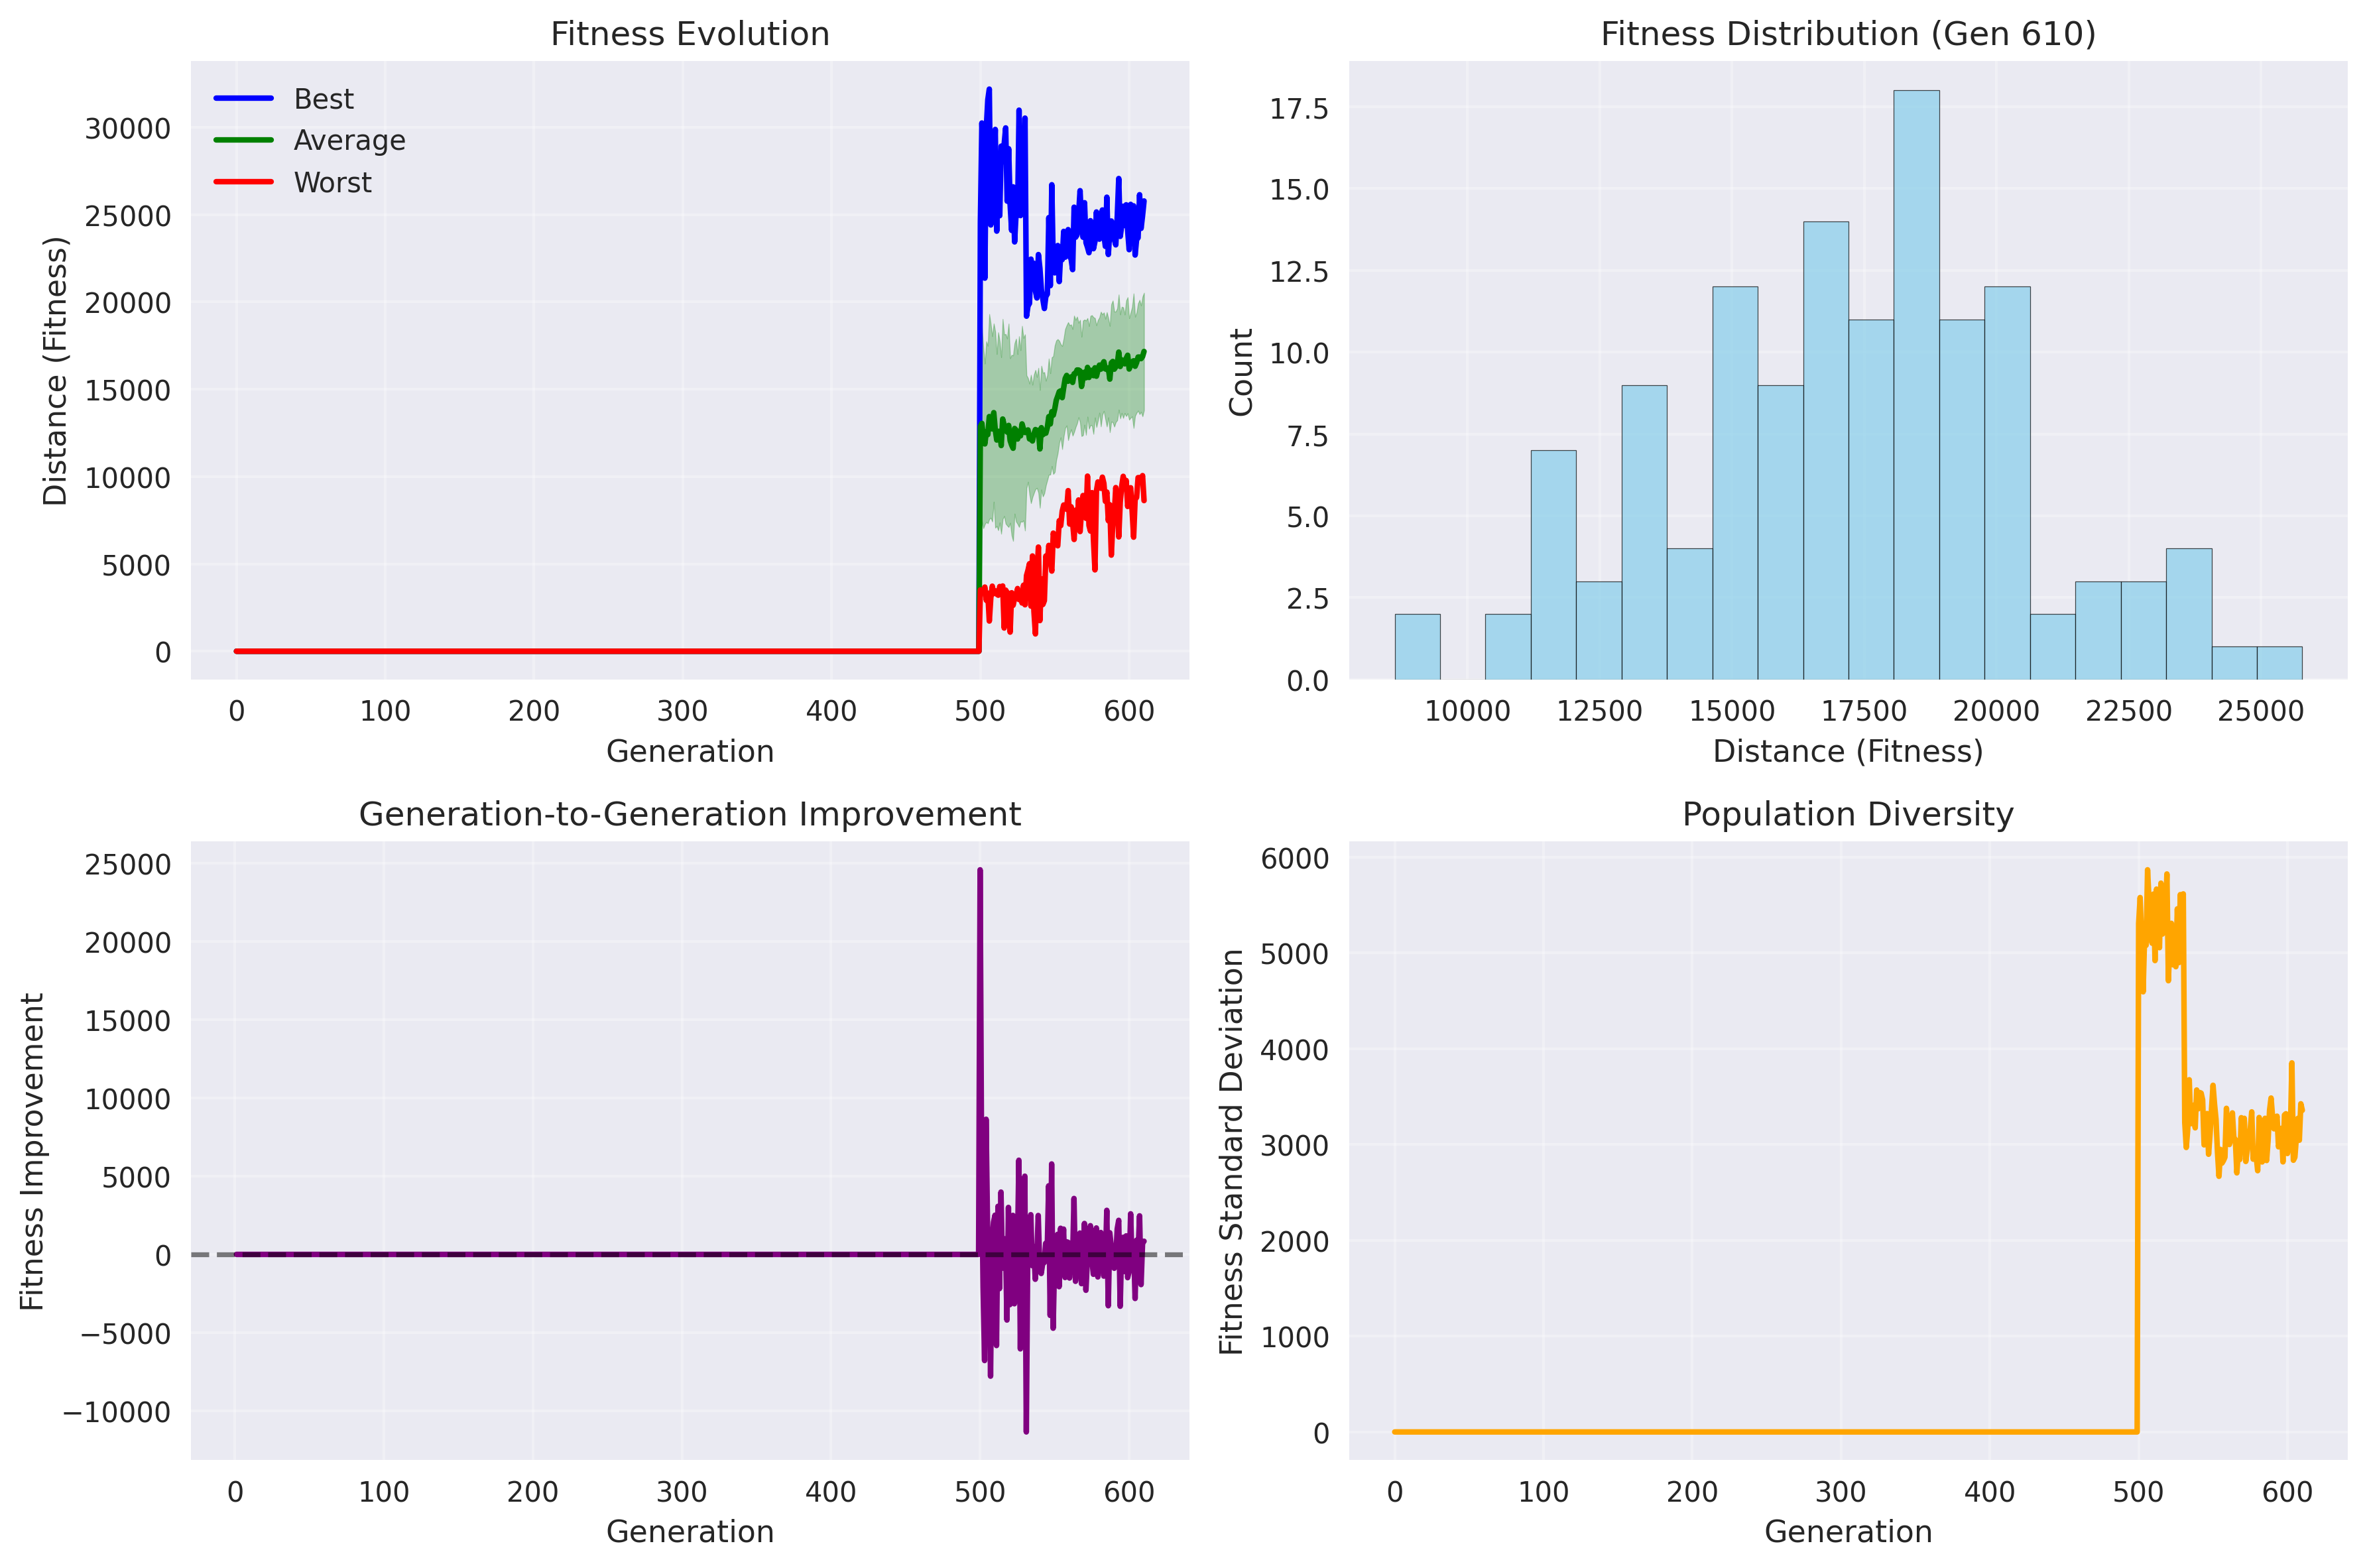 Fitness Evolution
Distance (Fitness)
30000
25000
20000
15000
10000
5000
0
Best
Average
Worst
0 100 200 300 400 500 600
Generation
Fitness Distribution (Gen 610)
Count
17.5
15.0
12.5
10.0
7.5
5.0
2.5
0.0
10000 12500 15000 17500 20000 22500 25000
Distance (Fitness)
Generation-to-Generation Improvement
Fitness Improvement
25000
20000
15000
10000
5000
0
−5000
−10000
0 100 200 300 400 500 600
Generation
Population Diversity
Fitness Standard Deviation
6000
5000
4000
3000
2000
1000
0
0 100 200 300 400 500 600
Generation